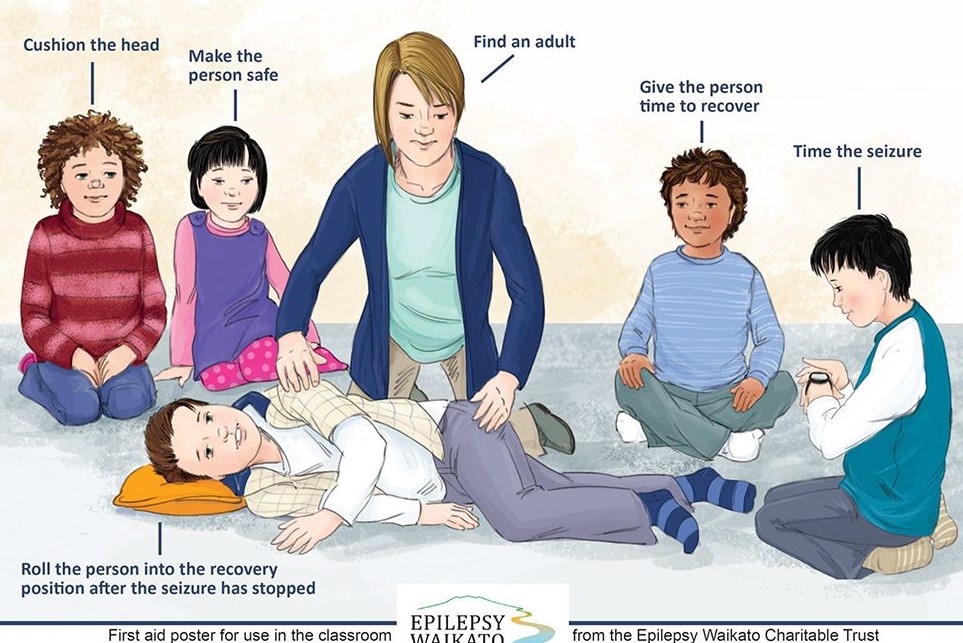 Cushion the head
Make the
person safe
Find an adult
Give the person
time to recover
Time the seizure
Roll the person into the recovery
position after the seizure has stopped
First aid poster for use in the classroom
EPILEPSY
WAIKATO
from the Epilepsy Waikato Charitable Trust